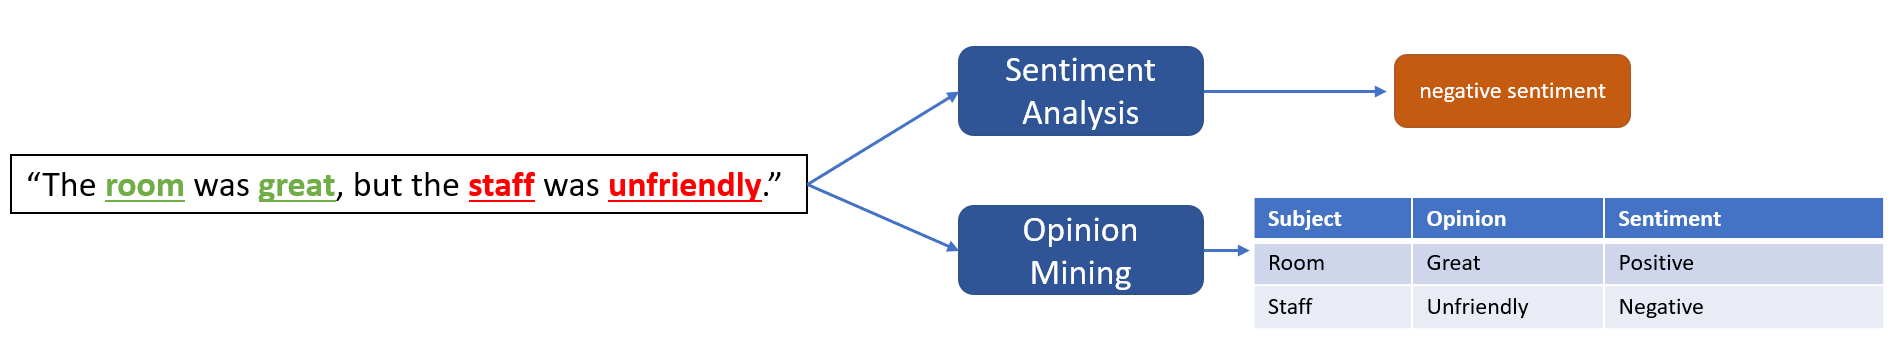 “The room was great, but the staff was unfriendly.”
Sentiment
Analysis
negative sentiment
Opinion
Mining
Subject Opinion Sentiment
Room Great Positive
Staff Unfriendly Negative